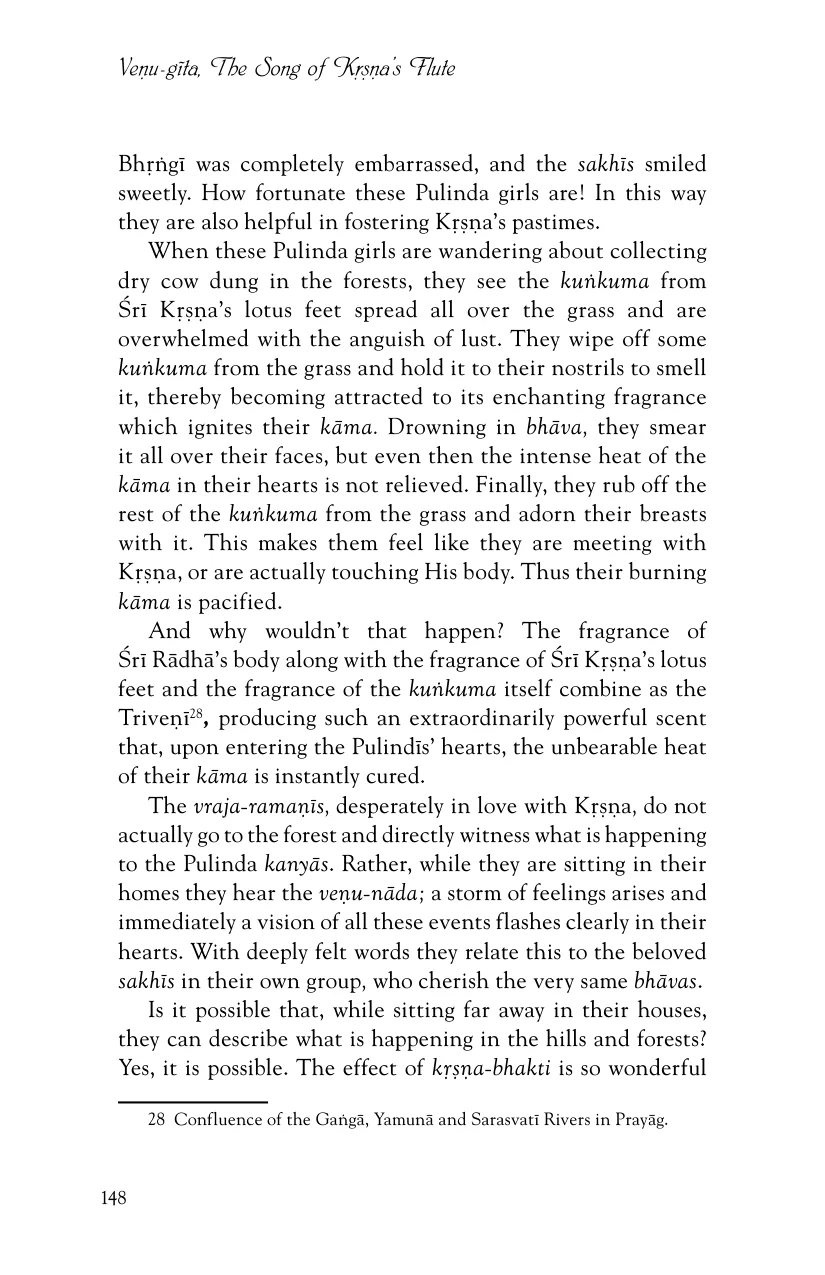 Veṇu-gīta, The Song of Kṛṣṇa's Flute
Bhṛṅgī was completely embarrassed, and the sakhīs smiled
sweetly. How fortunate these Pulinda girls are! In this way
they are also helpful in fostering Kṛṣṇa’s pastimes.
When these Pulinda girls are wandering about collecting
dry cow dung in the forests, they see the kuṅkuma from
Śrī Kṛṣṇa’s lotus feet spread all over the grass and are
overwhelmed with the anguish of lust. They wipe off some
kuṅkuma from the grass and hold it to their nostrils to smell
it, thereby becoming attracted to its enchanting fragrance
which ignites their kāma. Drowning in bhāva, they smear
it all over their faces, but even then the intense heat of the
kāma in their hearts is not relieved. Finally, they rub off the
rest of the kuṅkuma from the grass and adorn their breasts
with it. This makes them feel like they are meeting with
Kṛṣṇa, or are actually touching His body. Thus their burning
kāma is pacified.
And why wouldn’t that happen? The fragrance of
Śrī Rādhā’s body along with the fragrance of Śrī Kṛṣṇa’s lotus
feet and the fragrance of the kuṅkuma itself combine as the
Triveṇī28, producing such an extraordinarily powerful scent
that, upon entering the Pulindīs’ hearts, the unbearable heat
of their kāma is instantly cured.
The vraja-ramaṇīs, desperately in love with Kṛṣṇa, do not
actually go to the forest and directly witness what is happening
to the Pulinda kanyās. Rather, while they are sitting in their
homes they hear the veṇu-nāda; a storm of feelings arises and
immediately a vision of all these events flashes clearly in their
hearts. With deeply felt words they relate this to the beloved
sakhīs in their own group, who cherish the very same bhāvas.
Is it possible that, while sitting far away in their houses,
they can describe what is happening in the hills and forests?
Yes, it is possible. The effect of kṛṣṇa-bhakti is so wonderful
28 Confluence of the Gaṅgā, Yamunā and Sarasvatī Rivers in Prayāg.
148